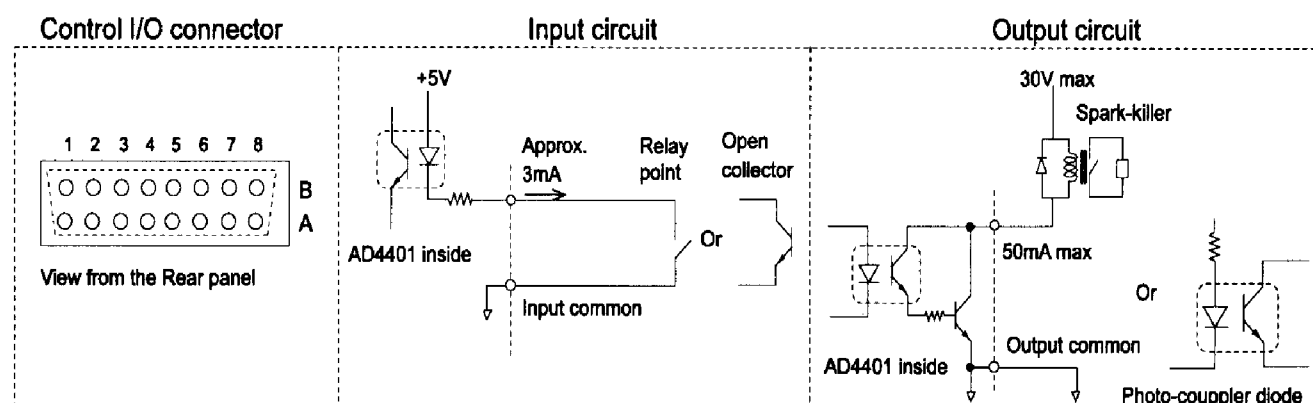 Control I/O connector
Input circuit
Output circuit
1 2 3 4 5 6 7 8
B
A
View from the Rear panel
+5V
Approx.
3mA
Relay
point
Open
collector
Or
AD4401 inside
Input common
30V max
Spark-killer
50mA max
Or
AD4401 inside
Output common
Photo-couppler diode